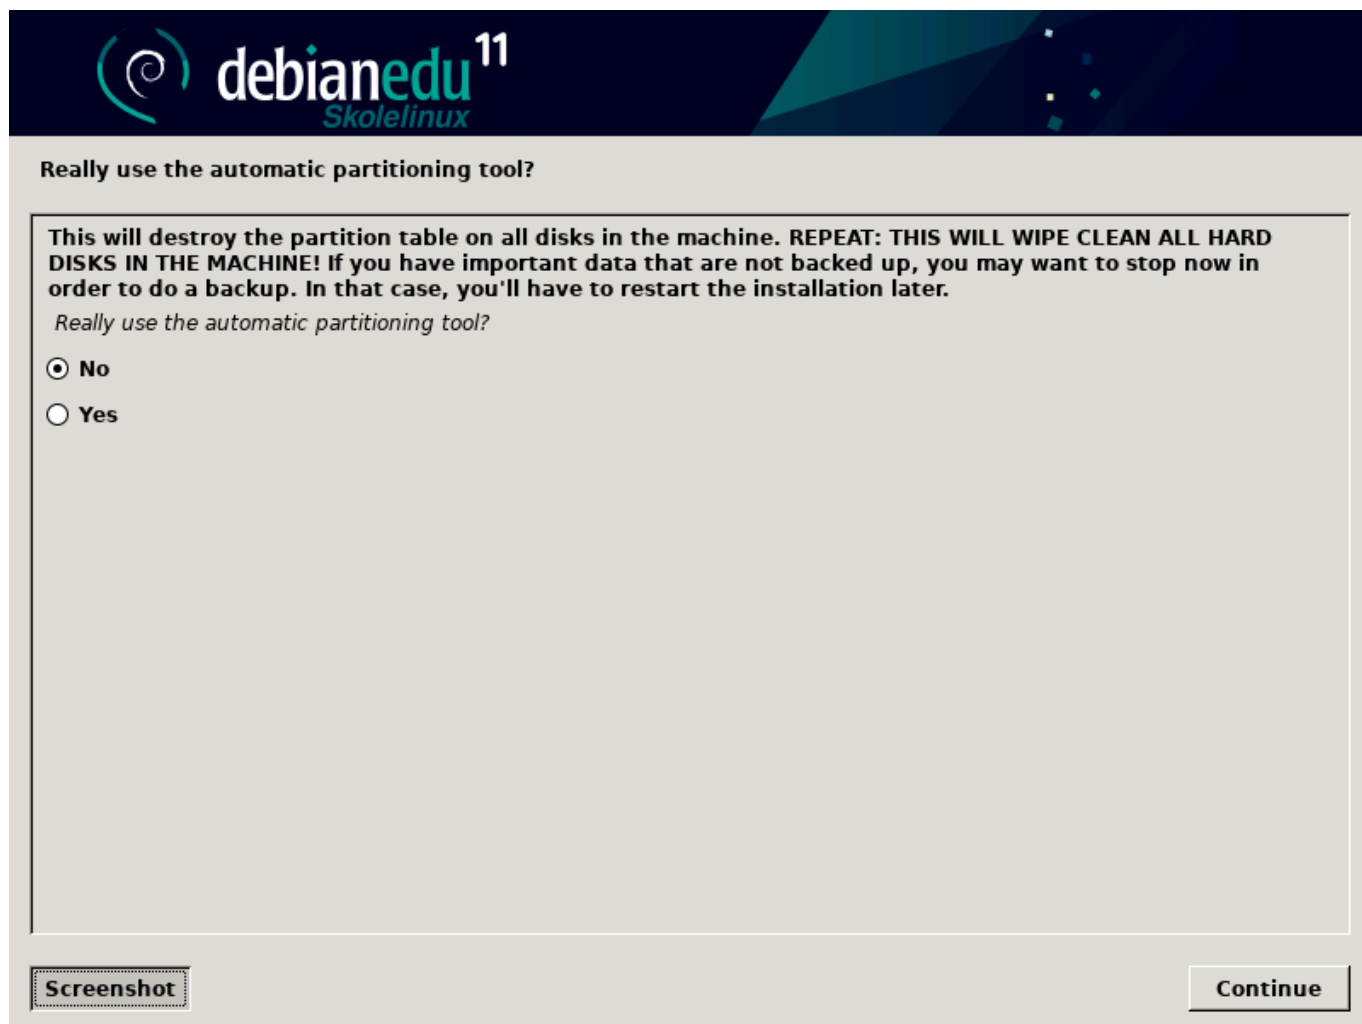 debianedu 11
Skolelinux
Really use the automatic partitioning tool?
This will destroy the partition table on all disks in the machine. REPEAT: THIS WILL WIPE CLEAN ALL HARD
DISKS IN THE MACHINE! If you have important data that are not backed up, you may want to stop now in
order to do a backup. In that case, you'll have to restart the installation later.
Really use the automatic partitioning tool?
No
Yes
Screenshot
Continue